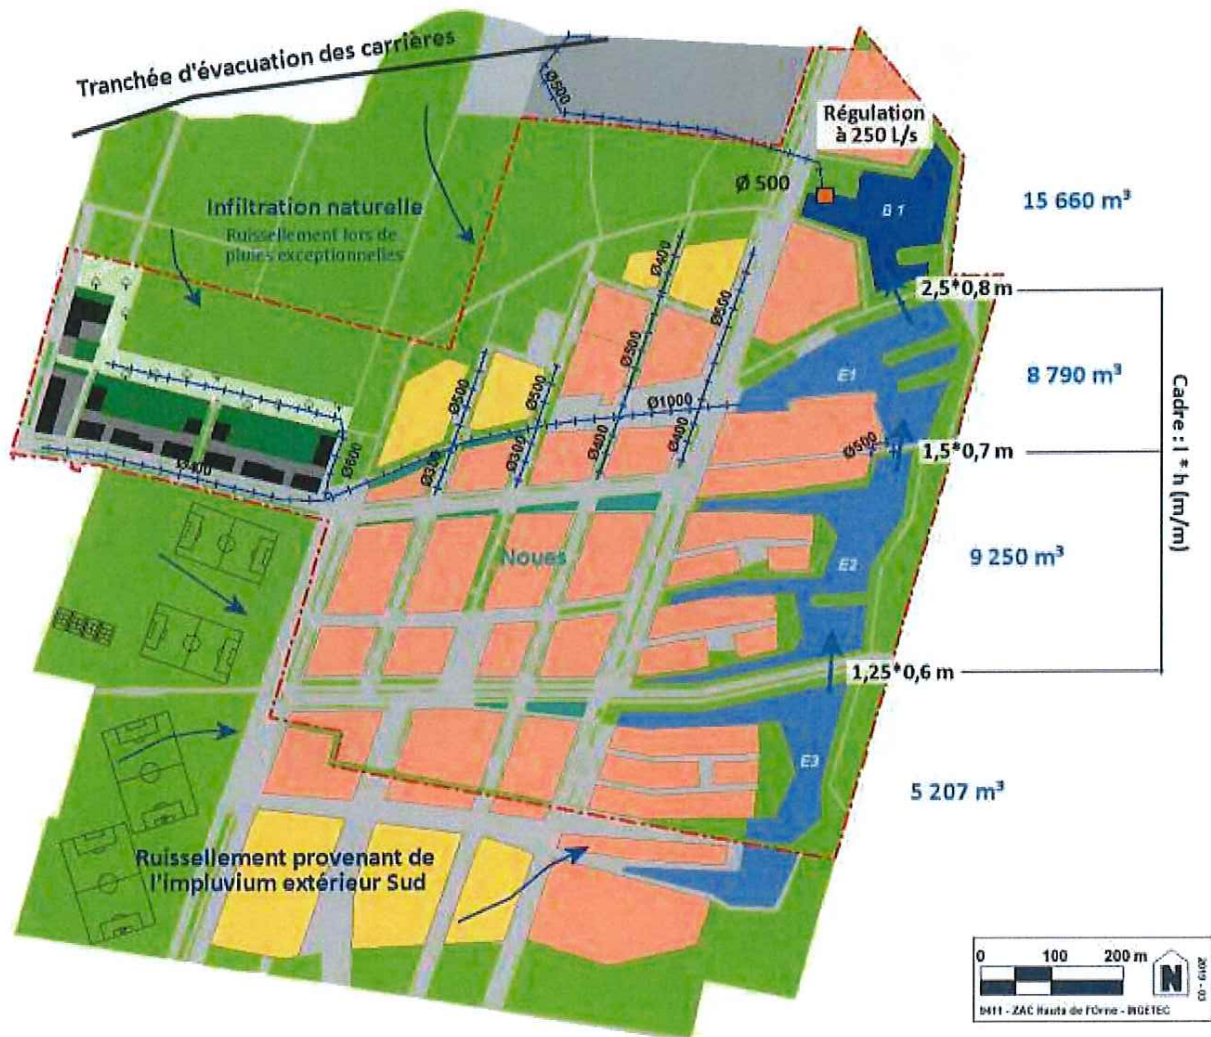 Tranchée d'évacuation des carrières
Ø500
Régulation
à 250 L/s
Ø 500
B 1
15 660 m³
Infiltration naturelle
Ruissellement lors de
pluies exceptionnelles
Ø400
Ø500
2,5*0,8 m
Ø500
E1
8 790 m³
Ø500
Ø500
Ø1000
Cadre : l * h (m/m)
Ø400
Ø600
Ø300
Ø300
Ø400
Ø400
Ø500
1,5*0,7 m
Noues
E2
9 250 m³
1,25*0,6 m
E3
5 207 m³
Ruissellement provenant de
l'impluvium extérieur Sud
0 100 200 m
N
2019 - 03
9411 - ZAC Hauts de l'Orne - INGETEC